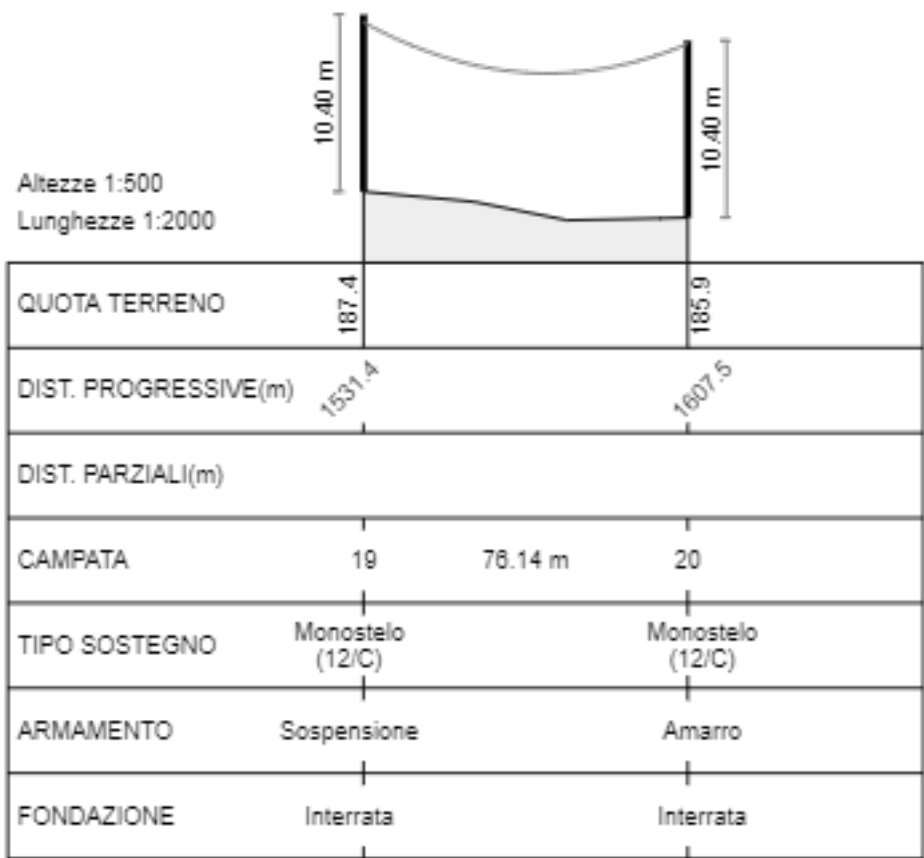 10.40 m
10.40 m
Altezze 1:500
Lunghezze 1:2000
QUOTA TERRENO 187.4 185.9
DIST. PROGRESSIVE(m) 1531.4 1607.5
DIST. PARZIALI(m)
CAMPATA 19 76.14 m 20
TIPO SOSTEGNO Monostelo Monostelo
(12/C) (12/C)
ARMAMENTO Sospensione Amarro
FONDAZIONE Interrata Interrata